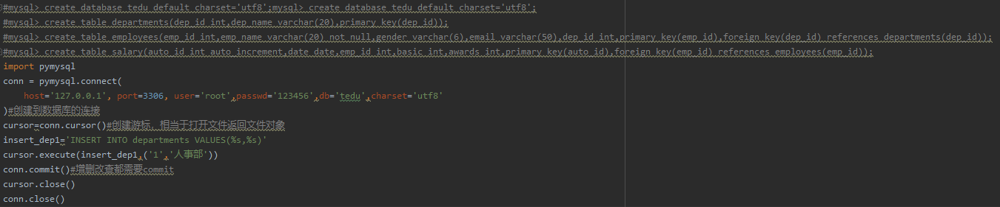 #mysql> create database tedu default charset='utf8';mysql> create database tedu default charset='utf8';
#mysql> create table departments(dep_id int,dep_name varchar(20),primary key(dep_id));
#mysql> create table employees(emp_id int,emp_name varchar(20) not null,gender varchar(6),email varchar(50),dep_id int,primary key(emp_id),foreign key(dep_id) references departments(dep_id));
#mysql> create table salary(auto_id int auto_increment,date date,emp_id int,basic int,awards int,primary key(auto_id),foreign key(emp_id) references employees(emp_id));
import pymysql
conn = pymysql.connect(
    host='127.0.0.1', port=3306, user='root',passwd='123456',db='tedu',charset='utf8'
)#创建到数据库的连接
cursor=conn.cursor()#创建游标，相当于打开文件返回文件对象
insert_dep1='INSERT INTO departments VALUES(%s,%s)'
cursor.execute(insert_dep1,('1','人事部'))
conn.commit()#增删改查都需要commit
cursor.close()
conn.close()